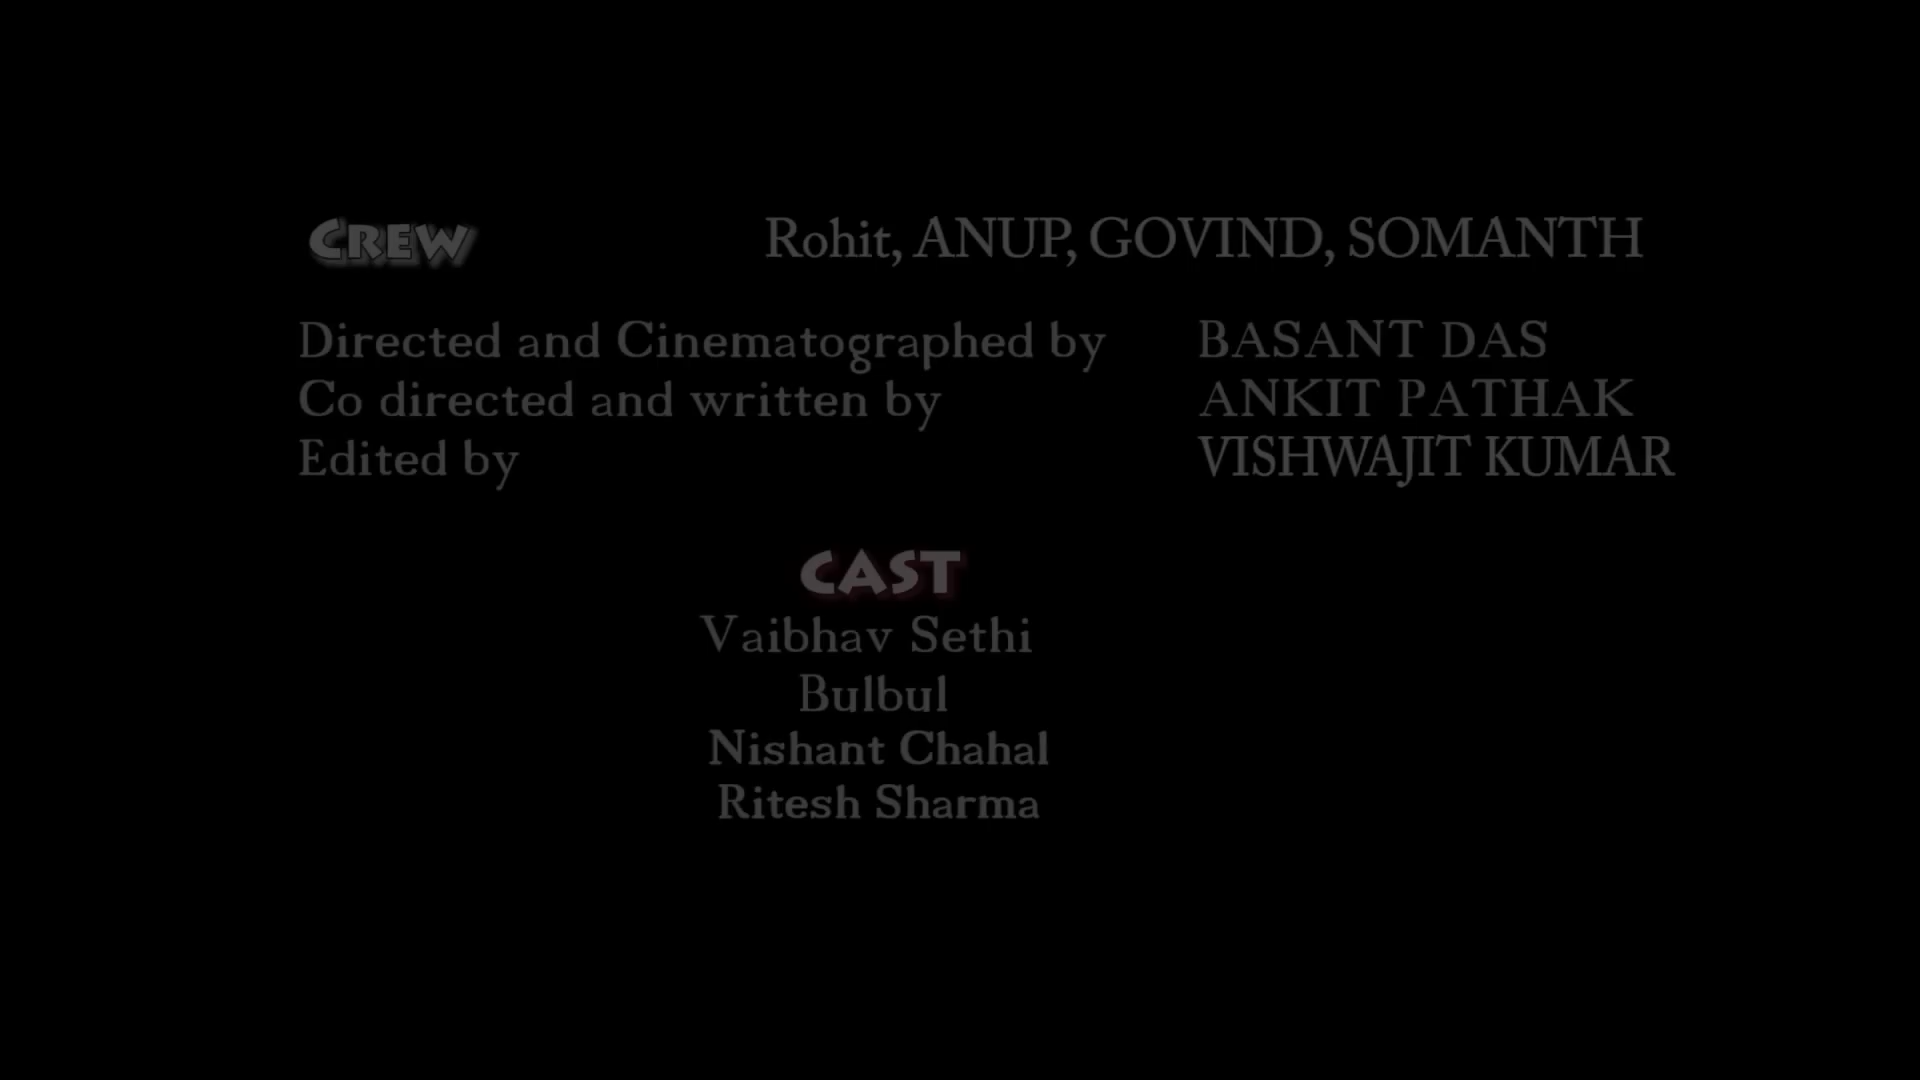 CREW Rohit, ANUP, GOVIND, SOMANTH
Directed and Cinematographed by BASANT DAS
Co directed and written by ANKIT PATHAK
Edited by VISHWAJIT KUMAR
CAST
Vaibhav Sethi
Bulbul
Nishant Chahal
Ritesh Sharma